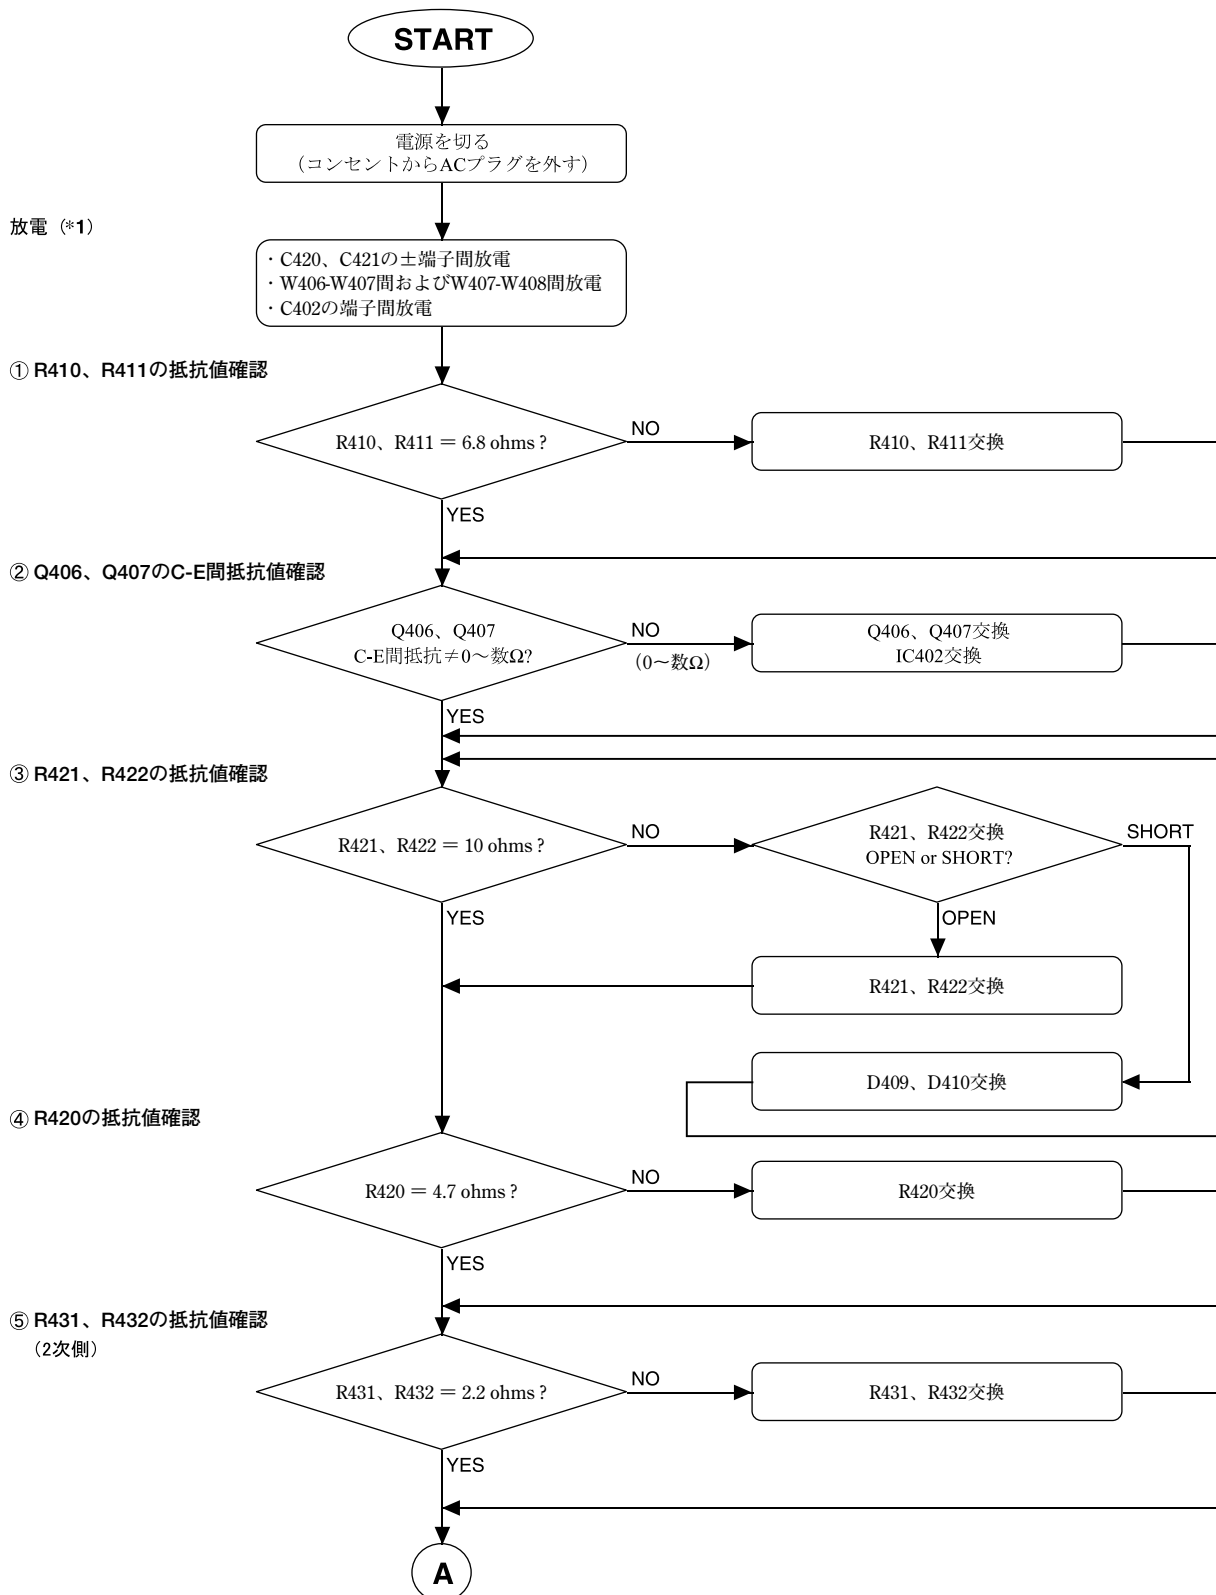 START
電源を切る
（コンセントからACプラグを外す）
放電（*1）
・C420、C421の±端子間放電
・W406-W407間およびW407-W408間放電
・C402の端子間放電
① R410、R411の抵抗値確認
R410、R411 = 6.8 ohms ?
NO
R410、R411交換
YES
② Q406、Q407のC-E間抵抗値確認
Q406、Q407
C-E間抵抗≠0～数Ω?
NO
（0～数Ω）
Q406、Q407交換
IC402交換
YES
③ R421、R422の抵抗値確認
R421、R422 = 10 ohms ?
NO
R421、R422交換
OPEN or SHORT?
SHORT
YES
OPEN
R421、R422交換
D409、D410交換
④ R420の抵抗値確認
R420 = 4.7 ohms ?
NO
R420交換
YES
⑤ R431、R432の抵抗値確認
（2次側）
R431、R432 = 2.2 ohms ?
NO
R431、R432交換
YES
A